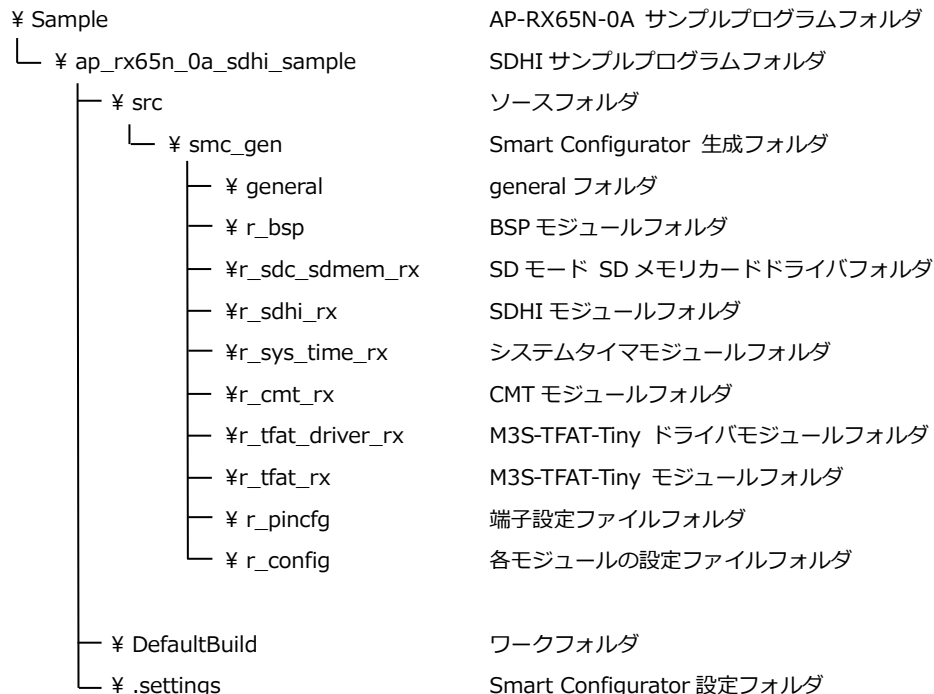 ¥ Sample AP-RX65N-0A サンプルプログラムフォルダ
¥ ap_rx65n_0a_sdhi_sample SDHI サンプルプログラムフォルダ
¥ src ソースフォルダ
¥ smc_gen Smart Configurator 生成フォルダ
¥ general general フォルダ
¥ r_bsp BSP モジュールフォルダ
¥r_sdc_sdmem_rx SD モード SD メモリカードドライバフォルダ
¥r_sdhi_rx SDHI モジュールフォルダ
¥r_sys_time_rx システムタイマモジュールフォルダ
¥r_cmt_rx CMT モジュールフォルダ
¥r_tfat_driver_rx M3S-TFAT-Tiny ドライバモジュールフォルダ
¥r_tfat_rx M3S-TFAT-Tiny モジュールフォルダ
¥ r_pincfg 端子設定ファイルフォルダ
¥ r_config 各モジュールの設定ファイルフォルダ
¥ DefaultBuild ワークフォルダ
¥ .settings Smart Configurator 設定フォルダ